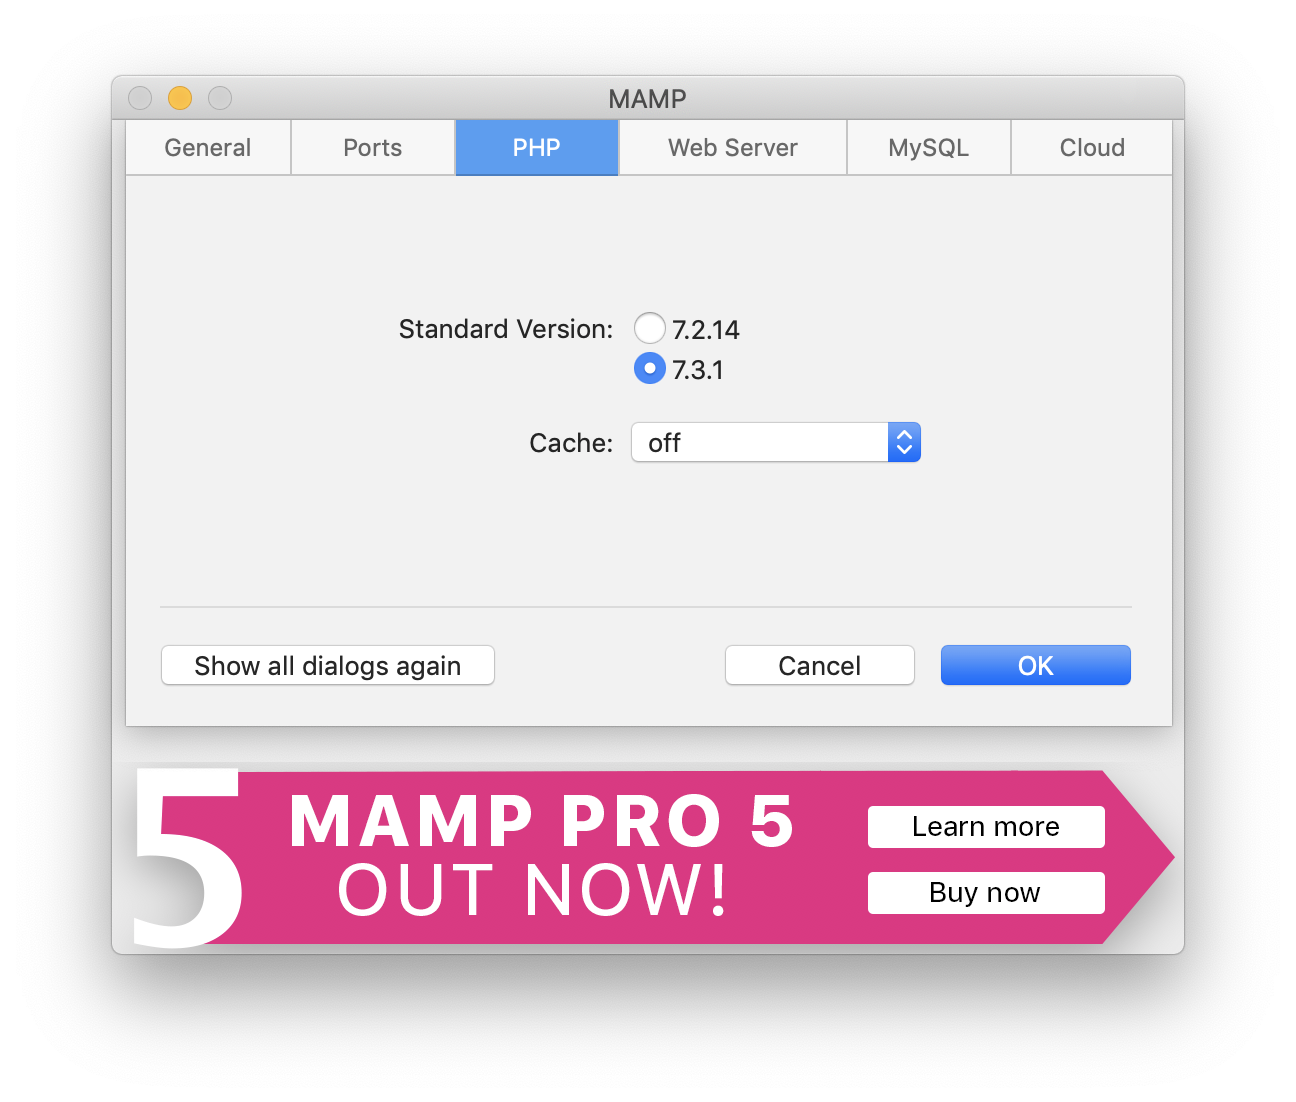 MAMP
General Ports PHP Web Server MySQL Cloud
Standard Version: 7.2.14
7.3.1
Cache: off
Show all dialogs again Cancel OK
5 MAMP PRO 5
OUT NOW!
Learn more
Buy now